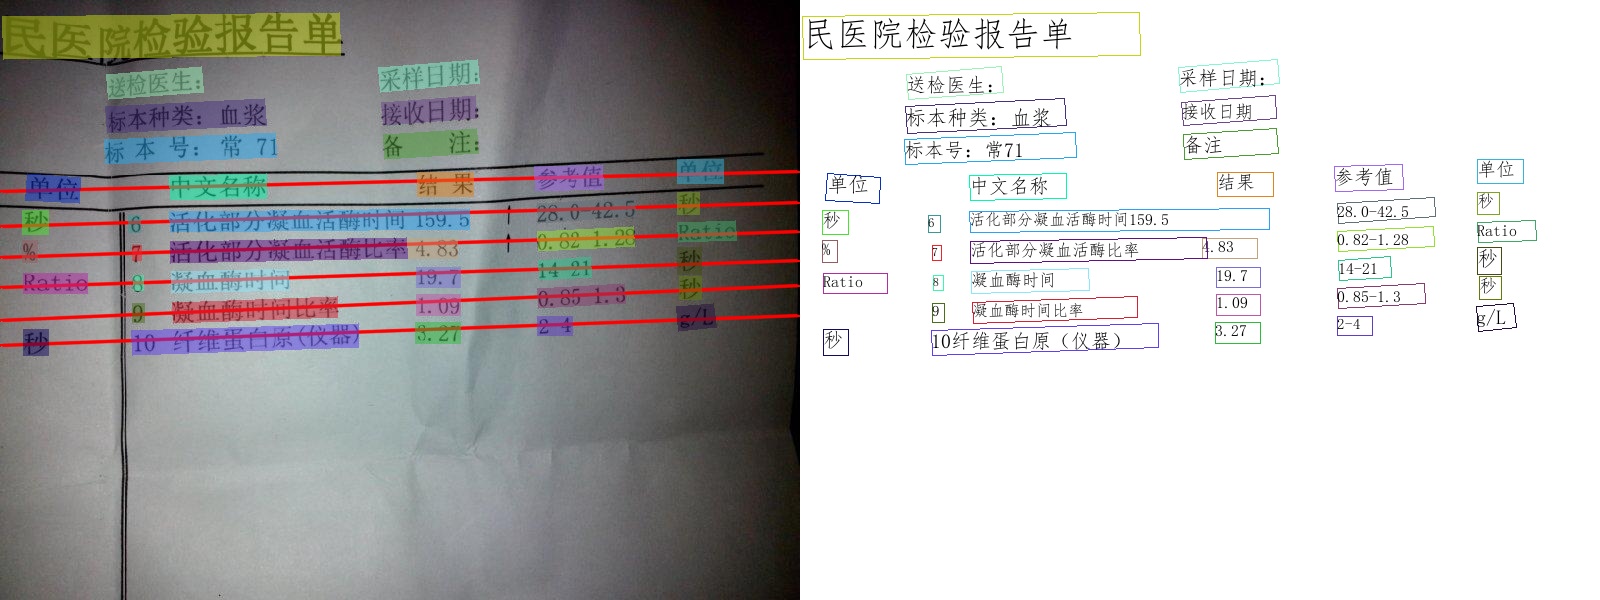 民医院检验报告单
送检医生： 采样日期:
标本种类：血浆 接收日期:
标 本 号：常 71 备 注:
单位 中文名称 结 果 参考值 单位
秒 6 活化部分凝血活酶时间 159.5 ↑ 28.0-42.5 秒
% 7 活化部分凝血活酶比率 4.83 ↑ 0.82-1.28 Ratio
Ratio 8 凝血酶时间 19.7 14-21 秒
9 凝血酶时间比率 1.09 0.85-1.3 秒
秒 10 纤维蛋白原(仪器) 3.27 2-4 g/L
民医院检验报告单
送检医生： 采样日期:
标本种类：血浆 接收日期
标本号：常71 备注
单位 中文名称 结果 参考值 单位
秒 6 活化部分凝血活酶时间159.5 28.0-42.5 秒
% 7 活化部分凝血活酶比率 4.83 0.82-1.28 Ratio
Ratio 8 凝血酶时间 19.7 14-21 秒
9 凝血酶时间比率 1.09 0.85-1.3 秒
秒 10纤维蛋白原（仪器） 3.27 2-4 g/L